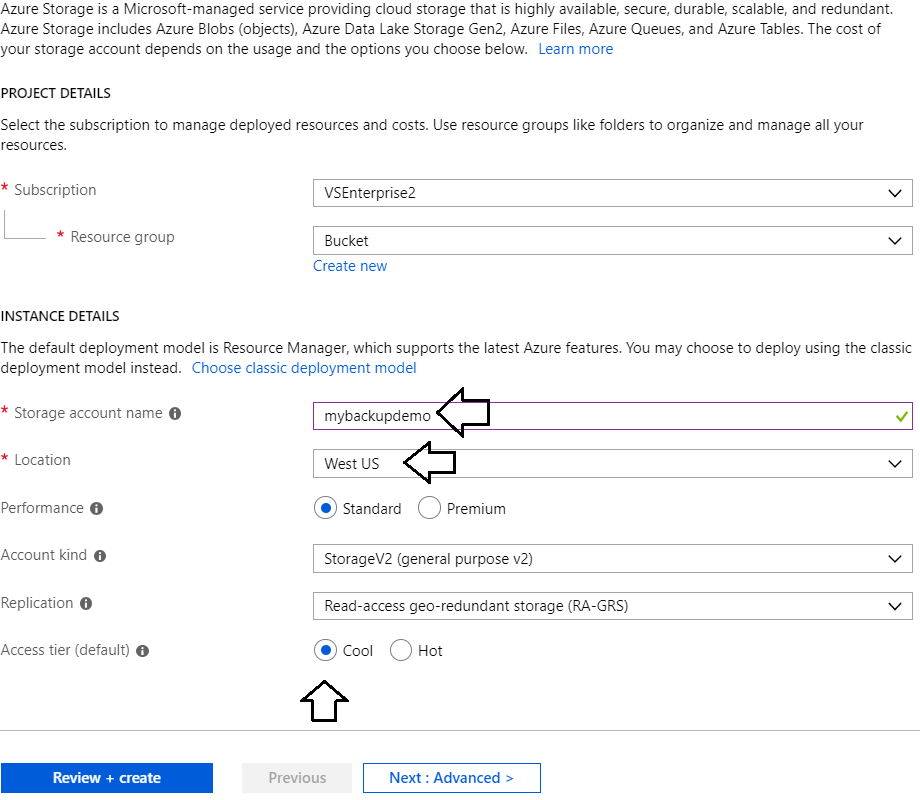 Azure Storage is a Microsoft-managed service providing cloud storage that is highly available, secure, durable, scalable, and redundant.
Azure Storage includes Azure Blobs (objects), Azure Data Lake Storage Gen2, Azure Files, Azure Queues, and Azure Tables. The cost of
your storage account depends on the usage and the options you choose below. Learn more
PROJECT DETAILS
Select the subscription to manage deployed resources and costs. Use resource groups like folders to organize and manage all your
resources.
* Subscription VSEnterprise2
* Resource group Bucket
Create new
INSTANCE DETAILS
The default deployment model is Resource Manager, which supports the latest Azure features. You may choose to deploy using the classic
deployment model instead. Choose classic deployment model
* Storage account name mybackupdemo
* Location West US
Performance Standard Premium
Account kind StorageV2 (general purpose v2)
Replication Read-access geo-redundant storage (RA-GRS)
Access tier (default) Cool Hot
Review + create Previous Next : Advanced >